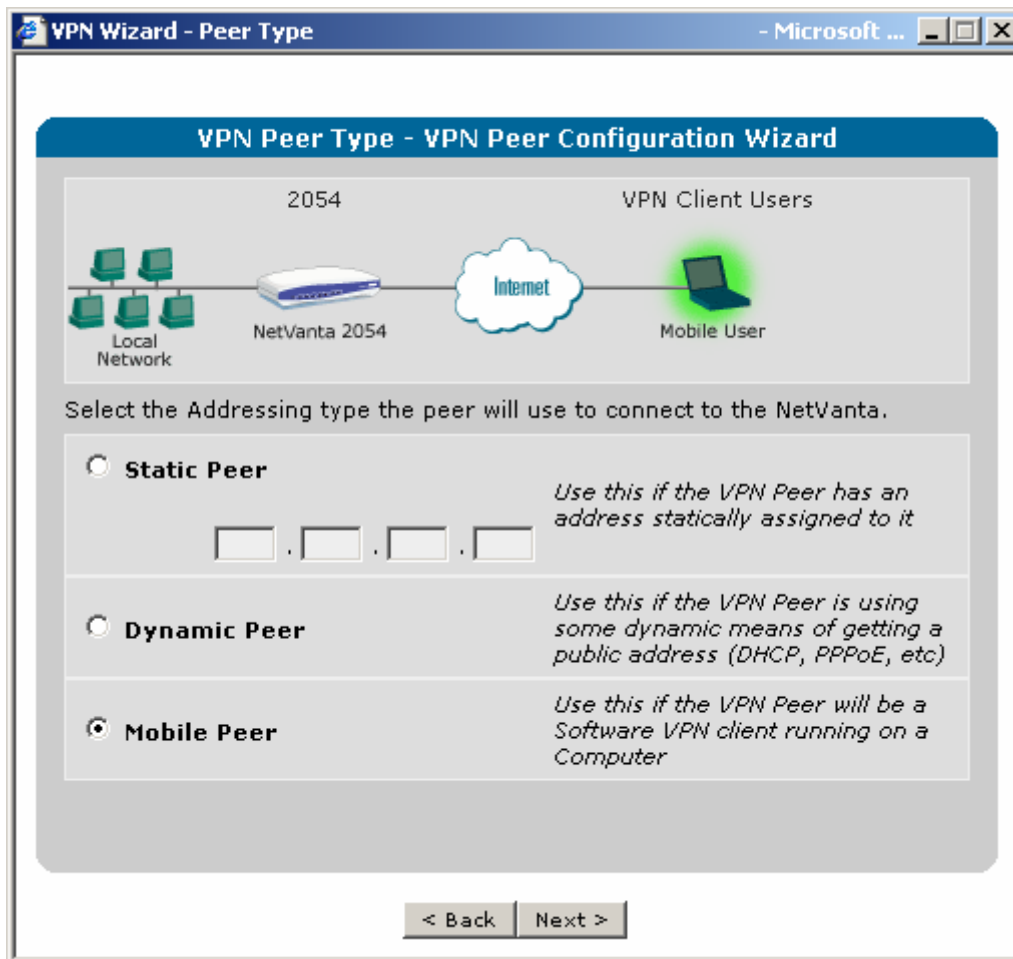 VPN Wizard - Peer Type - Microsoft ...
VPN Peer Type - VPN Peer Configuration Wizard
2054
VPN Client Users
Internet
Local
Network
NetVanta 2054
Mobile User
Select the Addressing type the peer will use to connect to the NetVanta.
Static Peer
. . .
Use this if the VPN Peer has an
address statically assigned to it
Dynamic Peer
Use this if the VPN Peer is using
some dynamic means of getting a
public address (DHCP, PPPoE, etc)
Mobile Peer
Use this if the VPN Peer will be a
Software VPN client running on a
Computer
< Back
Next >